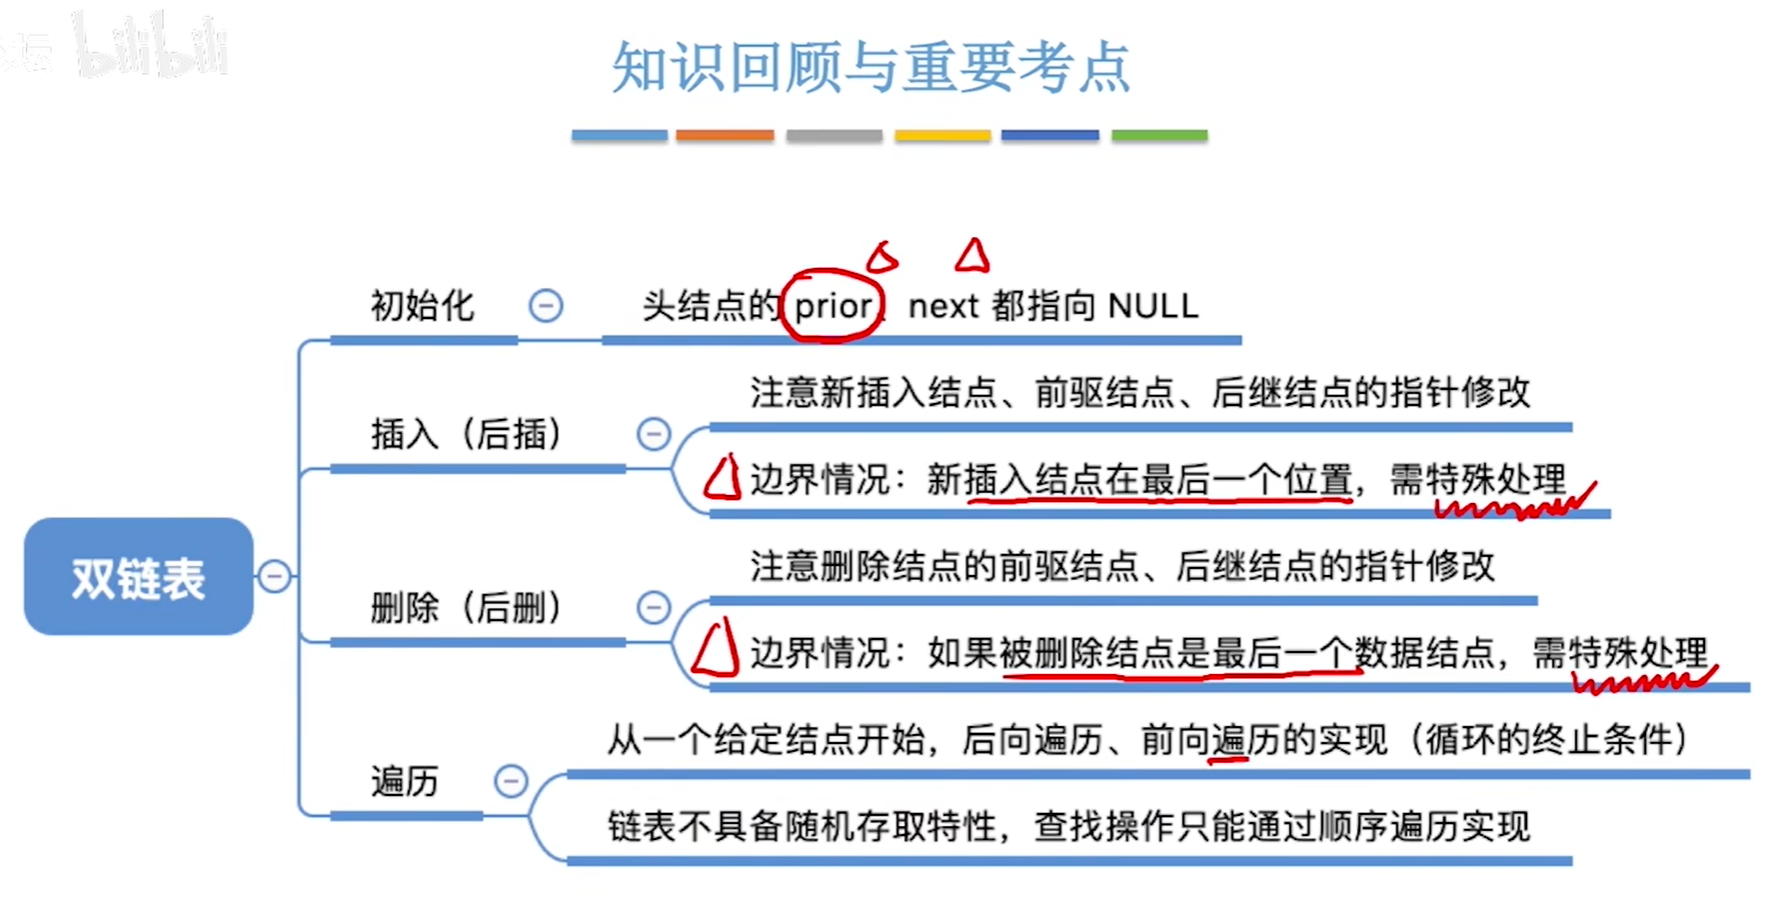 bilibili
知识回顾与重要考点
初始化
头结点的 prior、next 都指向 NULL
插入（后插）
注意新插入结点、前驱结点、后继结点的指针修改
边界情况：新插入结点在最后一个位置，需特殊处理
双链表
删除（后删）
注意删除结点的前驱结点、后继结点的指针修改
边界情况：如果被删除结点是最后一个数据结点，需特殊处理
遍历
从一个给定结点开始，后向遍历、前向遍历的实现（循环的终止条件）
链表不具备随机存取特性，查找操作只能通过顺序遍历实现